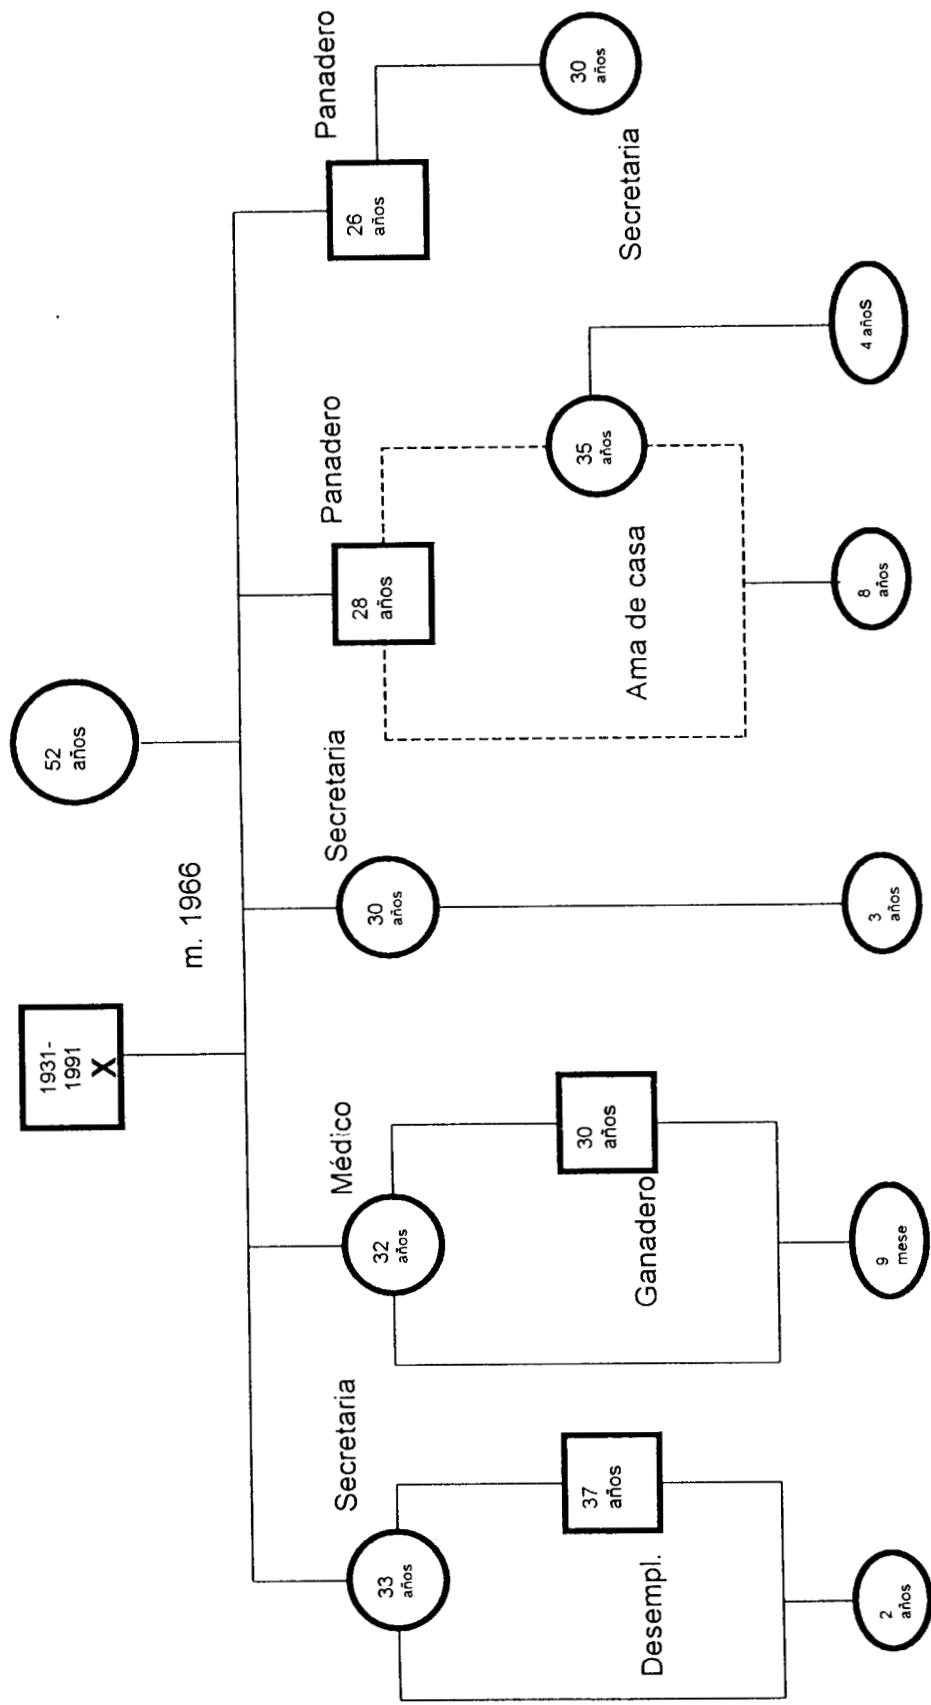 1931-
1991
X
52
años
m. 1966
Secretaria
33
años
Médico
32
años
Secretaria
30
años
Panadero
28
años
Panadero
26
años
Desempl.
37
años
Ganadero
30
años
Ama de casa
35
años
Secretaria
30
años
2
años
9
mese
3
años
8
años
4 añoS